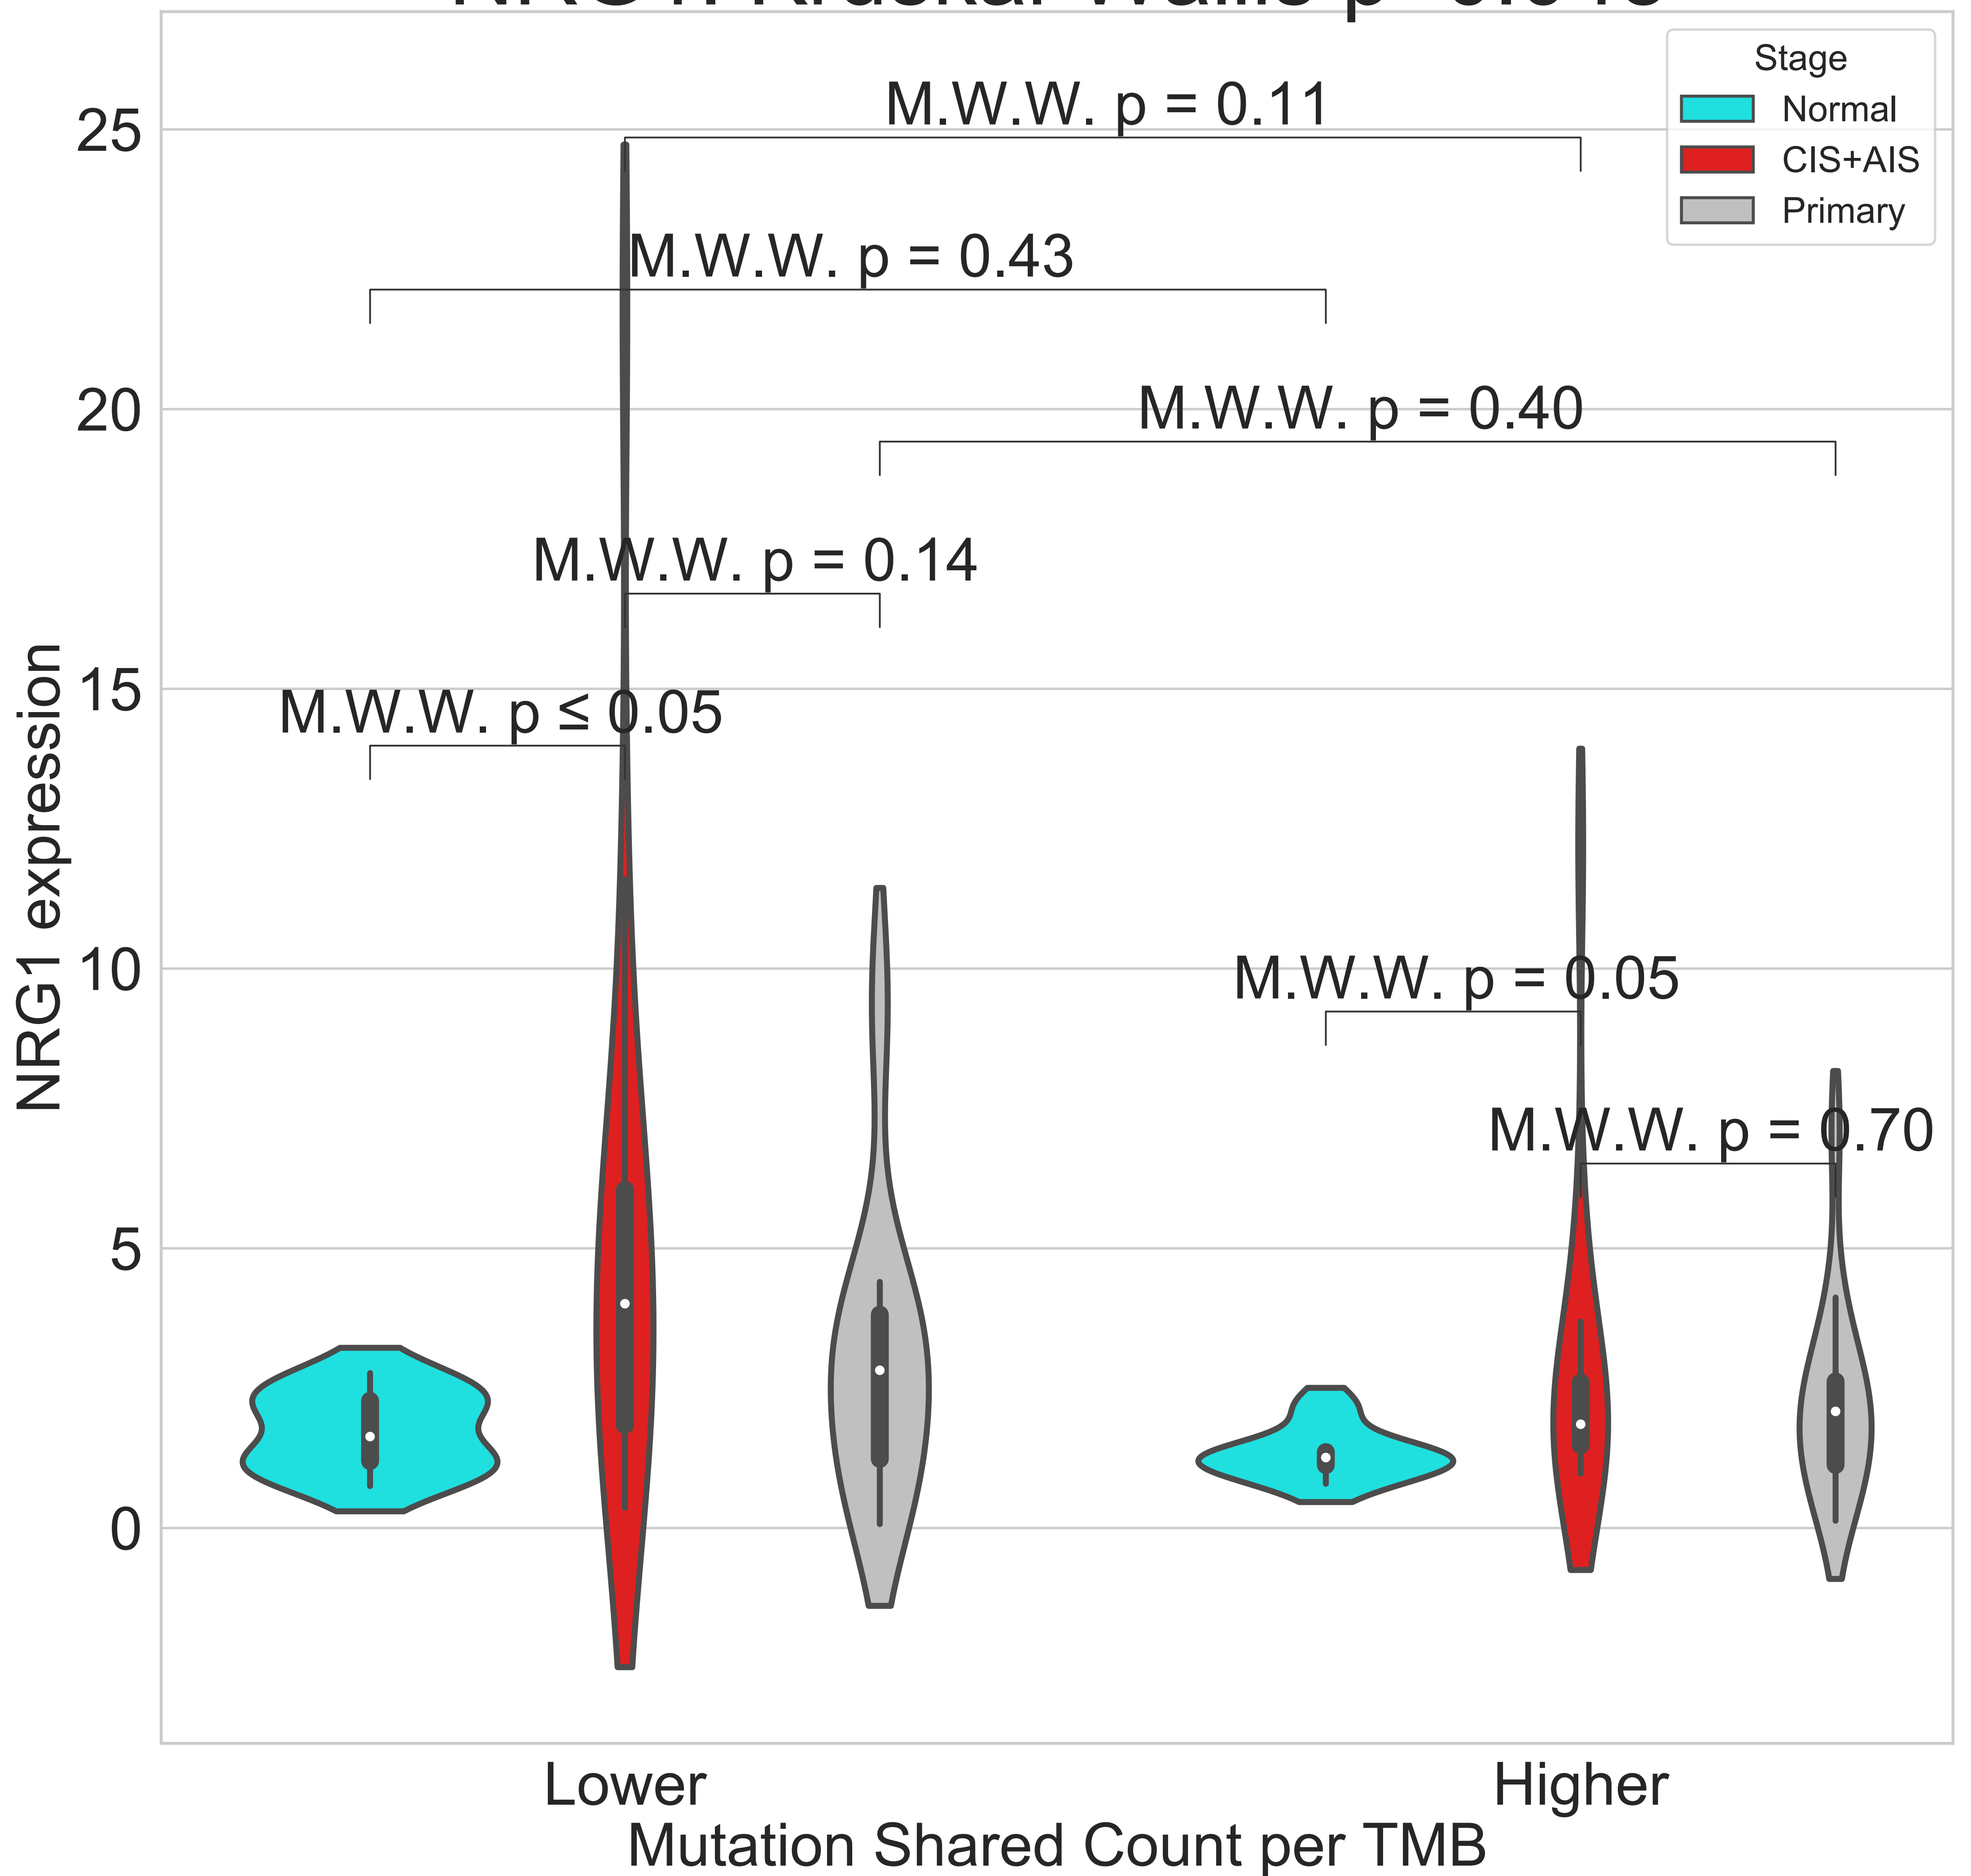 Stage
Normal
CIS+AIS
Primary
M.W.W. p = 0.11
M.W.W. p = 0.43
M.W.W. p = 0.40
M.W.W. p = 0.14
M.W.W. p ≤ 0.05
M.W.W. p = 0.05
M.W.W. p = 0.70
25
20
15
10
5
0
NRG1 expression
Lower
Higher
Mutation Shared Count per TMB